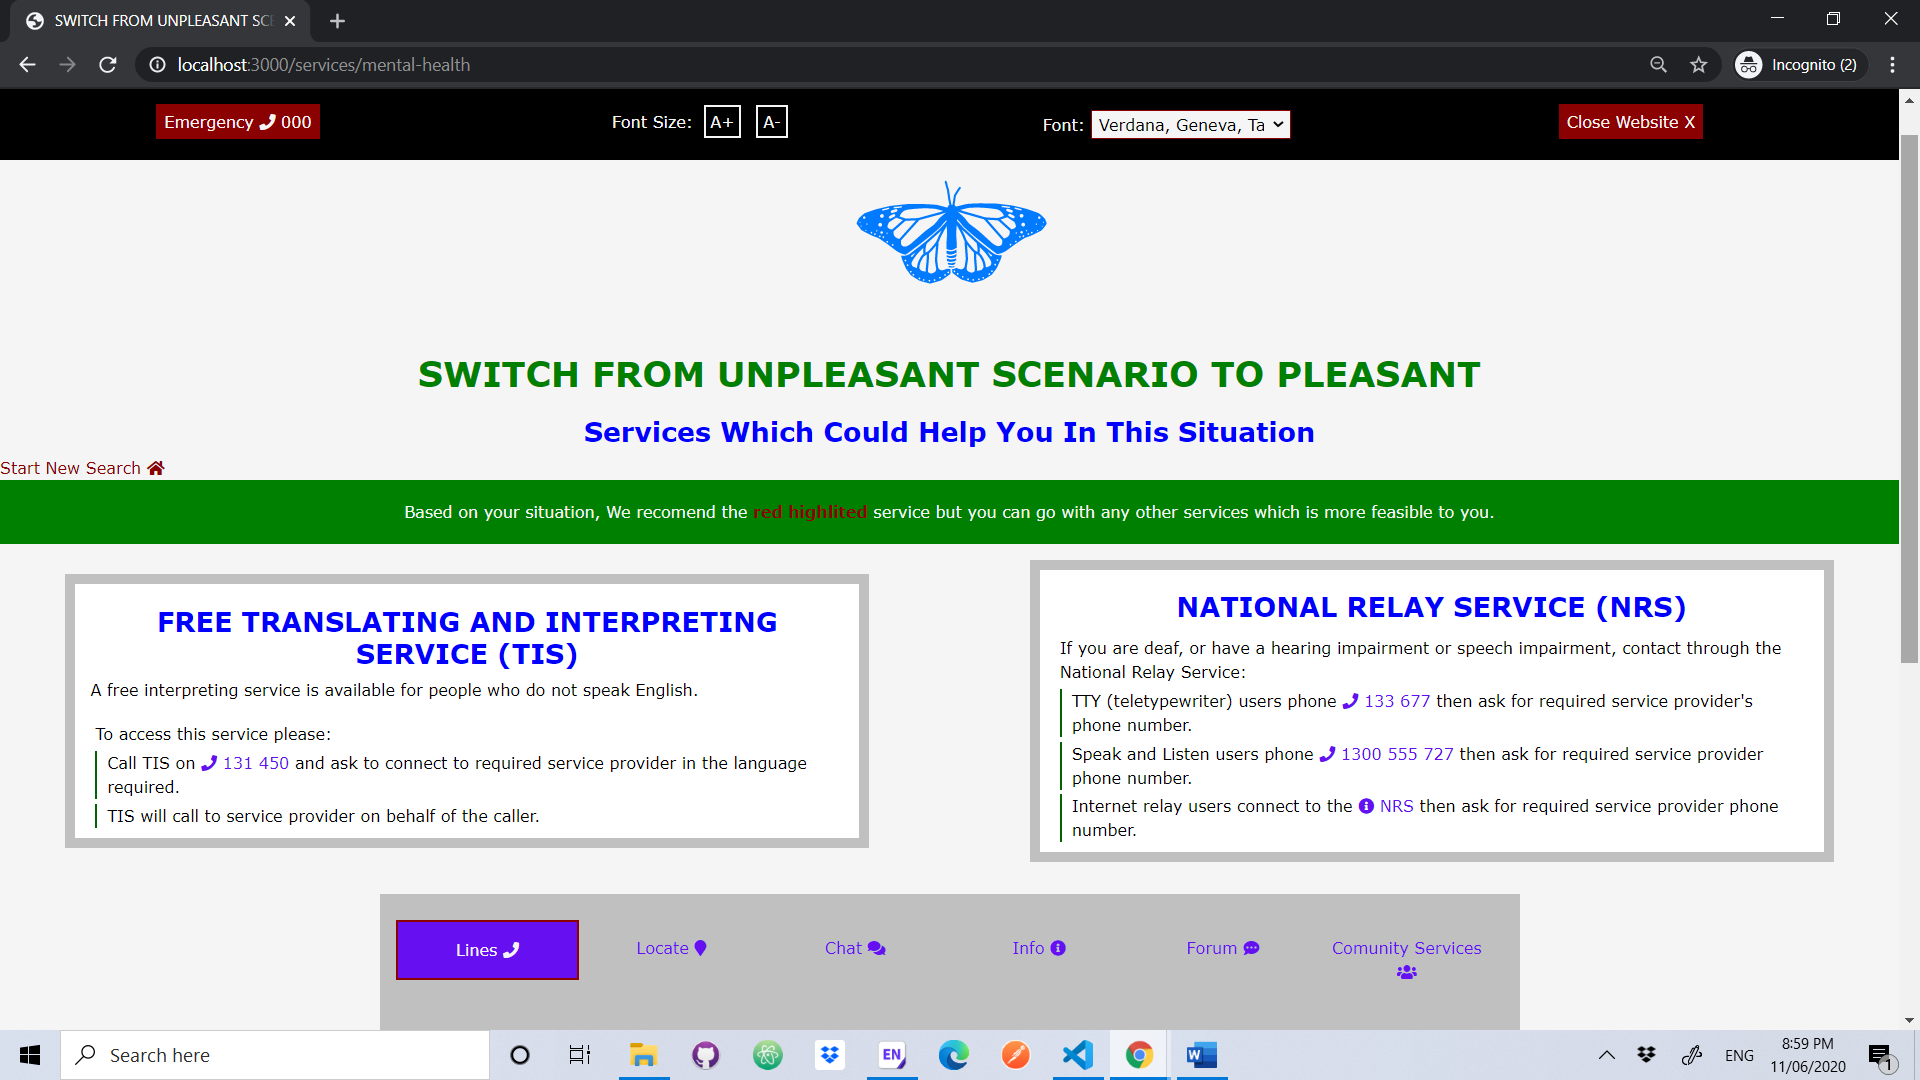 SWITCH FROM UNPLEASANT SCE
localhost:3000/services/mental-health
Incognito (2)
Emergency 000
Font Size: A+ A-
Font: Verdana, Geneva, Ta
Close Website X
SWITCH FROM UNPLEASANT SCENARIO TO PLEASANT
Services Which Could Help You In This Situation
Start New Search
Based on your situation, We recomend the red highlited service but you can go with any other services which is more feasible to you.
FREE TRANSLATING AND INTERPRETING
SERVICE (TIS)
A free interpreting service is available for people who do not speak English.
To access this service please:
Call TIS on 131 450 and ask to connect to required service provider in the language
required.
TIS will call to service provider on behalf of the caller.
NATIONAL RELAY SERVICE (NRS)
If you are deaf, or have a hearing impairment or speech impairment, contact through the
National Relay Service:
TTY (teletypewriter) users phone 133 677 then ask for required service provider's
phone number.
Speak and Listen users phone 1300 555 727 then ask for required service provider
phone number.
Internet relay users connect to the NRS then ask for required service provider phone
number.
Lines
Locate
Chat
Info
Forum
Comunity Services
Search here
EN
W
ENG
8:59 PM
11/06/2020
1